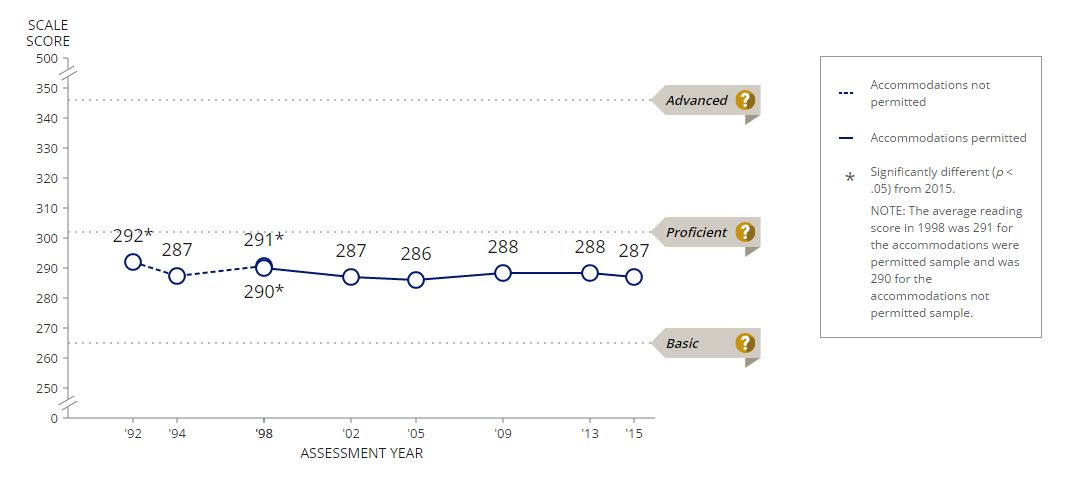 SCALE
SCORE
500
350
340
330
320
310
300
290
280
270
260
250
0
Advanced ?
Proficient ?
Basic ?
292*
287
291*
290*
287
286
288
288
287
'92 '94 '98 '02 '05 '09 '13 '15
ASSESSMENT YEAR
Accommodations not
permitted
Accommodations permitted
* Significantly different (p <
.05) from 2015.
NOTE: The average reading
score in 1998 was 291 for
the accommodations were
permitted sample and was
290 for the
accommodations not
permitted sample.